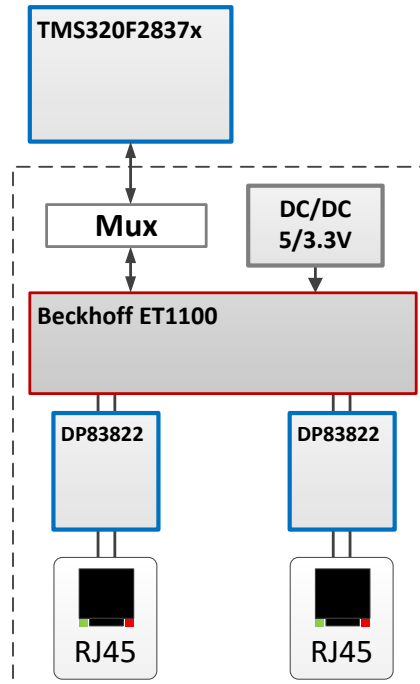 TMS320F2837x
Mux
DC/DC
5/3.3V
Beckhoff ET1100
DP83822
DP83822
RJ45
RJ45